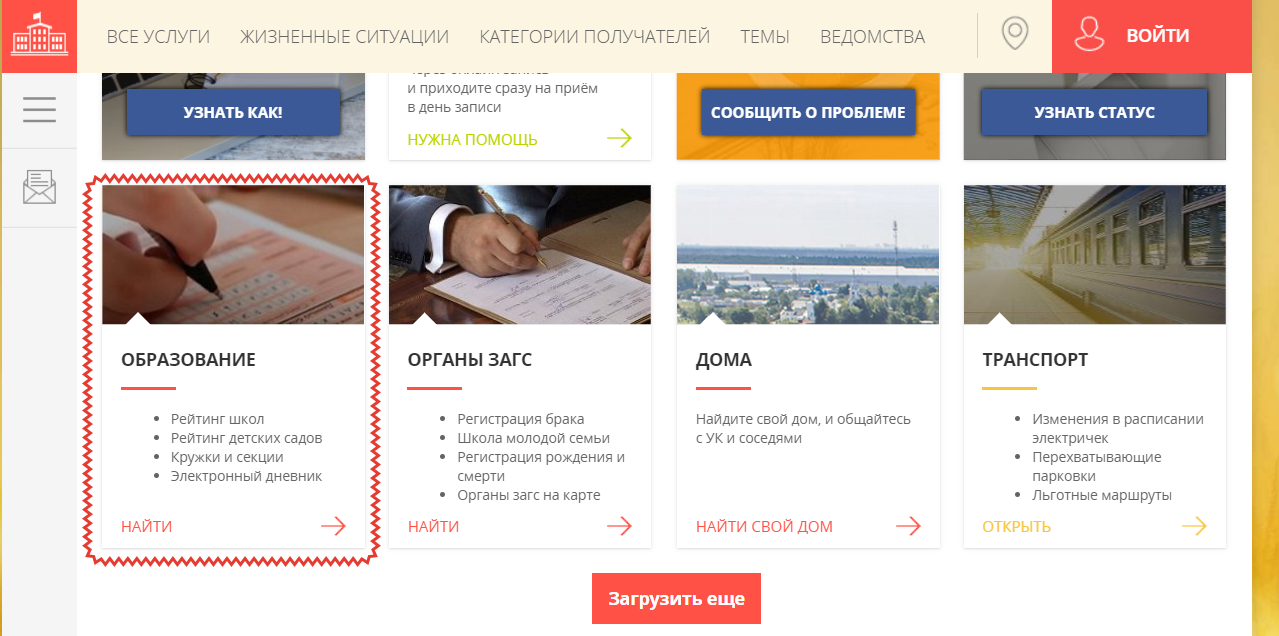 ВСЕ УСЛУГИ ЖИЗНЕННЫЕ СИТУАЦИИ КАТЕГОРИИ ПОЛУЧАТЕЛЕЙ ТЕМЫ ВЕДОМСТВА ВОЙТИ
УЗНАТЬ КАК!
и приходите сразу на приём
в день записи
НУЖНА ПОМОЩЬ
СООБЩИТЬ О ПРОБЛЕМЕ
УЗНАТЬ СТАТУС
ОБРАЗОВАНИЕ
Рейтинг школ
Рейтинг детских садов
Кружки и секции
Электронный дневник
НАЙТИ
ОРГАНЫ ЗАГС
Регистрация брака
Школа молодой семьи
Регистрация рождения и
смерти
Органы загс на карте
НАЙТИ
ДОМА
Найдите свой дом, и общайтесь
с УК и соседями
НАЙТИ СВОЙ ДОМ
ТРАНСПОРТ
Изменения в расписании
электричек
Перехватывающие
парковки
Льготные маршруты
ОТКРЫТЬ
Загрузить еще